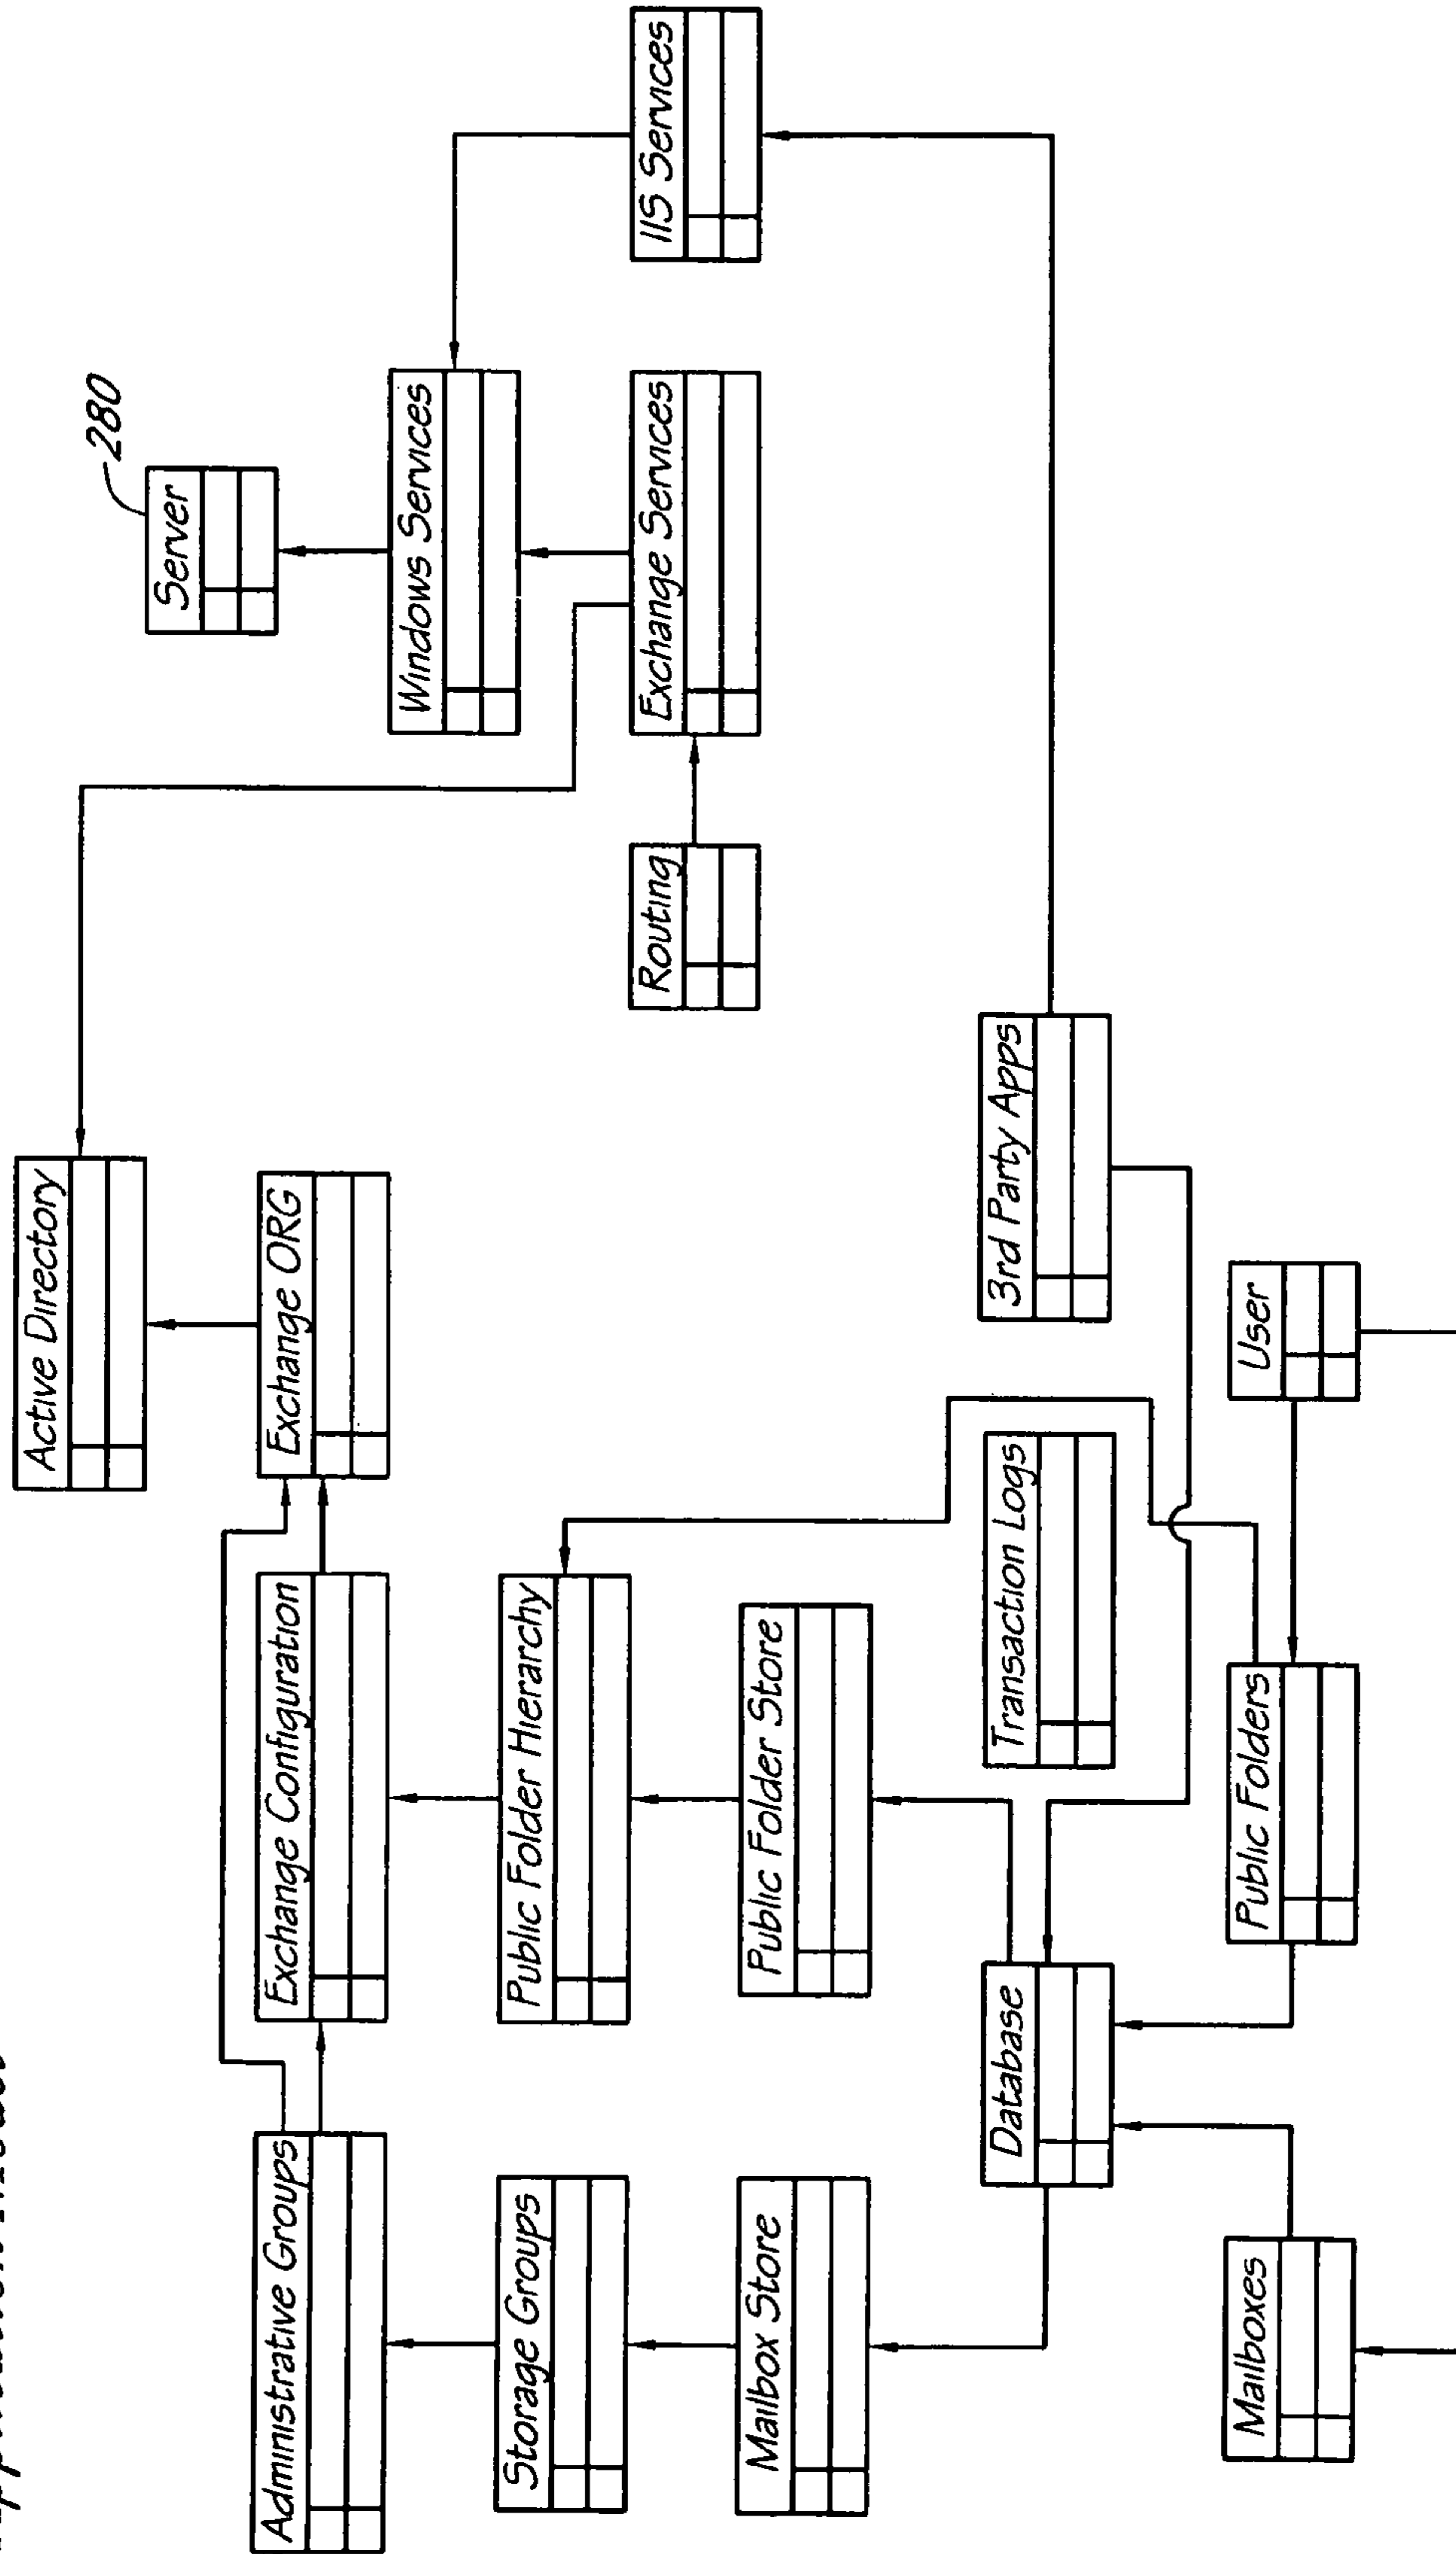 Active Directory
Server
280
Administrative Groups
Exchange Configuration
Exchange ORG
Windows Services
Storage Groups
Public Folder Hierarchy
Mailbox Store
Public Folder Store
Routing
Exchange Services
IIS Services
Database
Transaction Logs
3rd Party Apps
Mailboxes
Public Folders
User